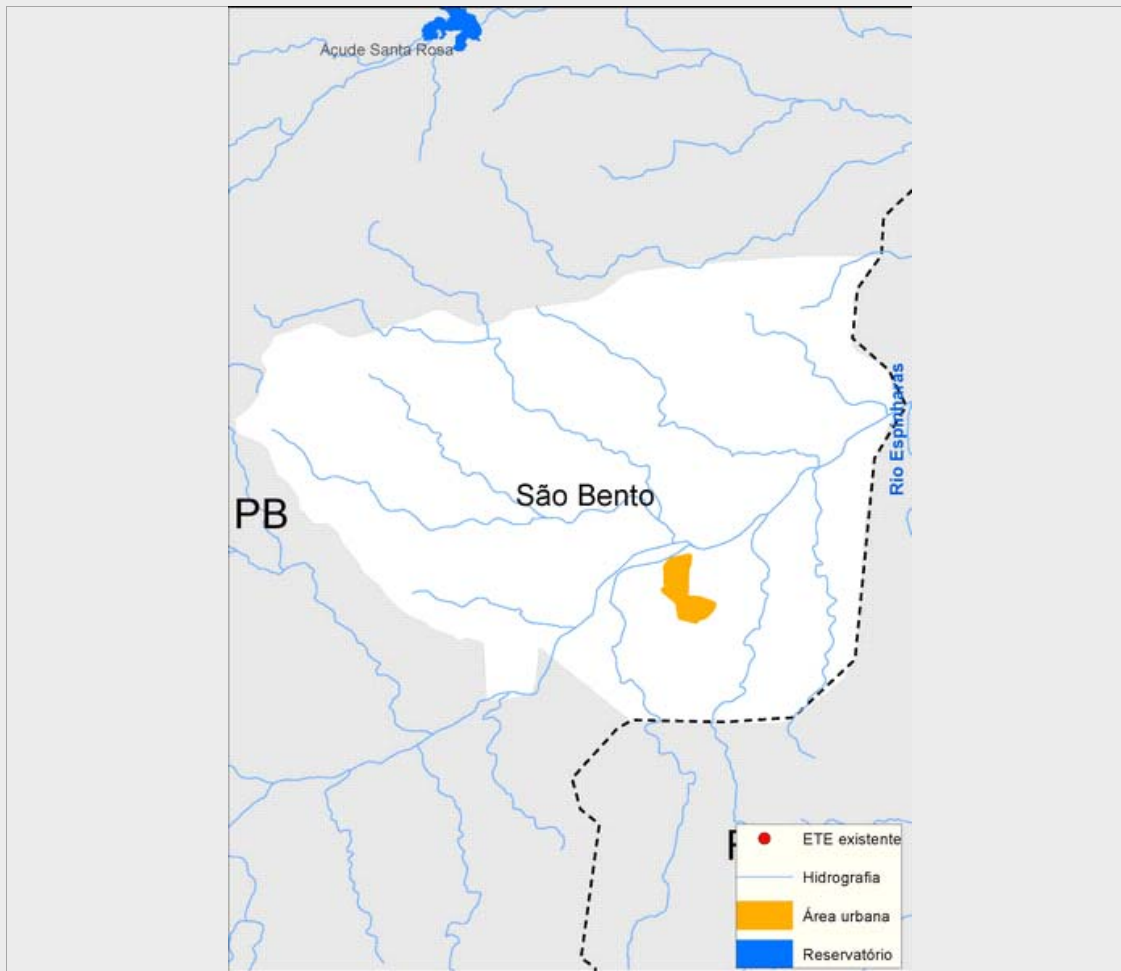 Açude Santa Rosa
Rio Espinharas
São Bento
PB
ETE existente
Hidrografia
Área urbana
Reservatório